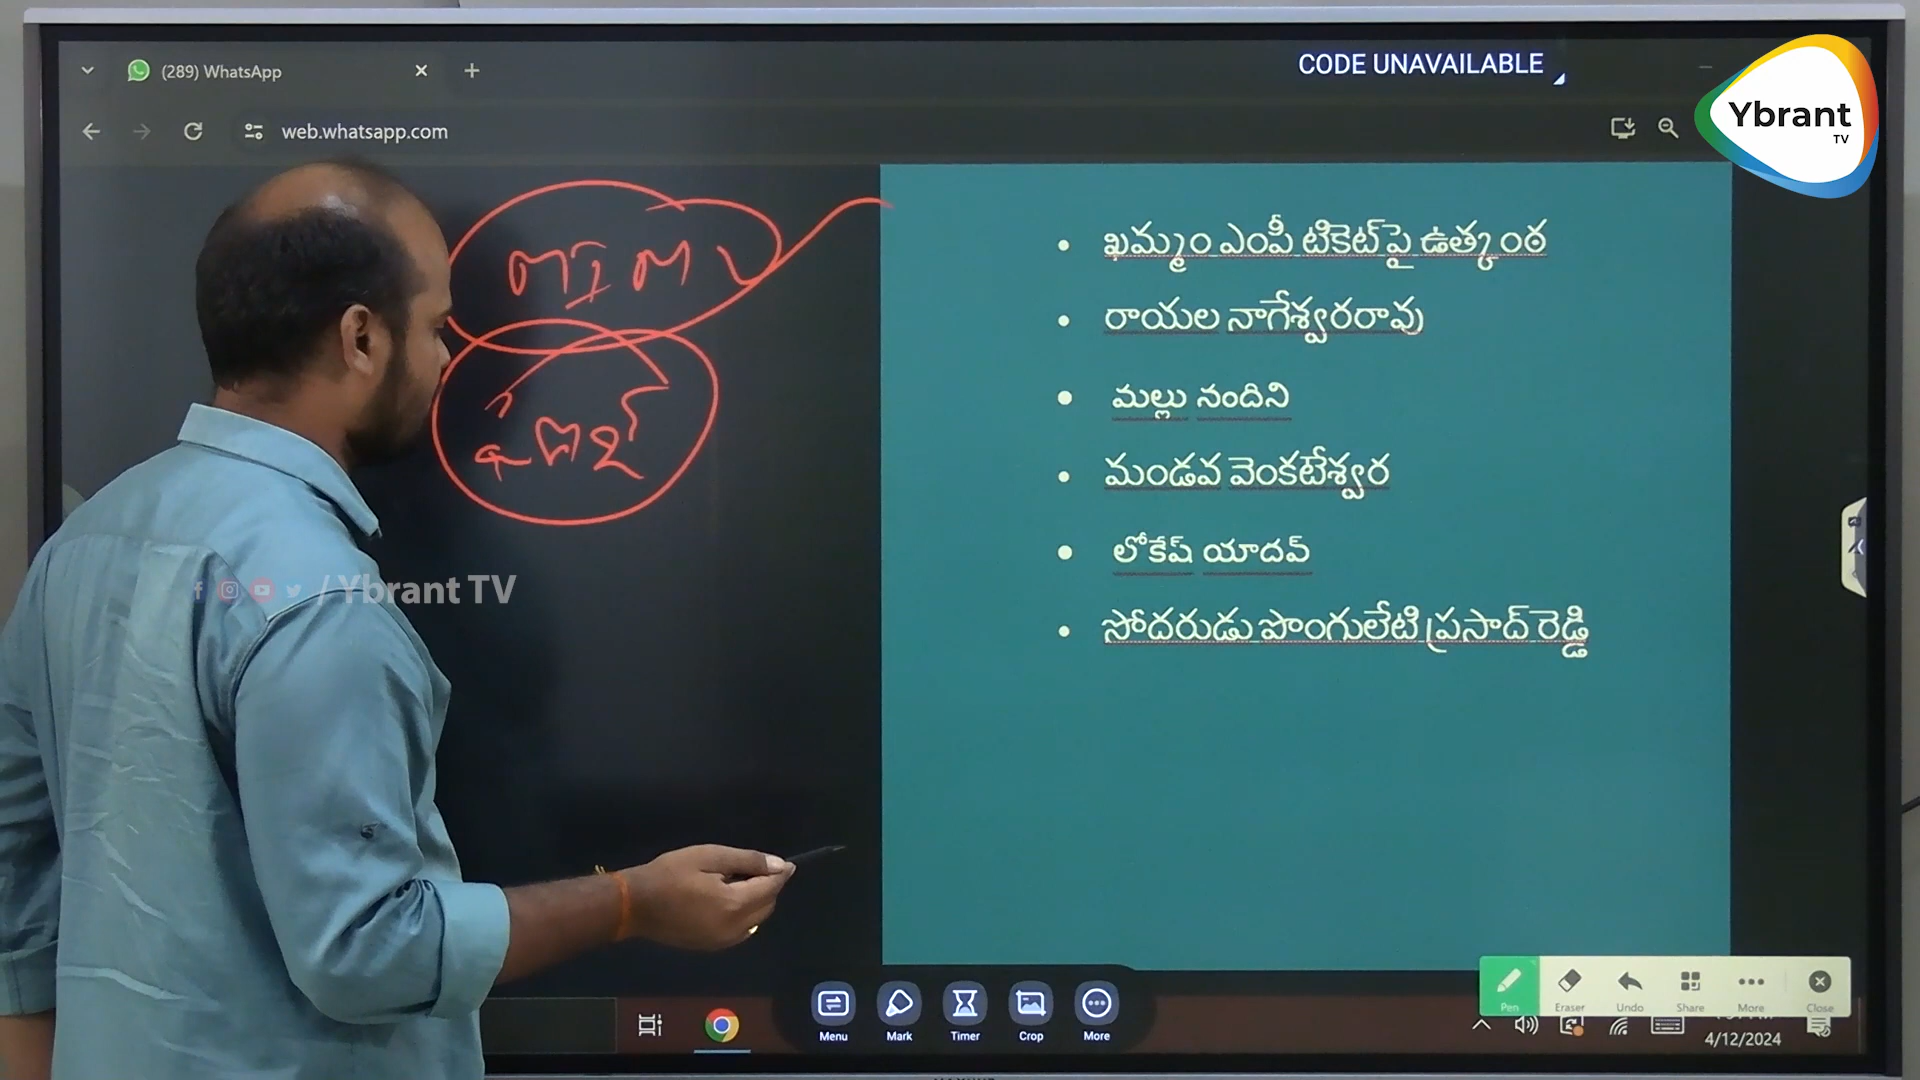 (289) WhatsApp
CODE UNAVAILABLE
web.whatsapp.com
Ybrant
TV
ఖమ్మం ఎంపీ టికెట్‌పై ఉత్కంఠ
రాయల నాగేశ్వరరావు
మల్లు నందిని
మండవ వెంకటేశ్వర
లోకేష్ యాదవ్
సోదరుడు పొంగులేటి ప్రసాద్ రెడ్డి
/ Ybrant TV
Pen
Eraser
Undo
Share
More
Close
Menu
Mark
Timer
Crop
More
4/12/2024